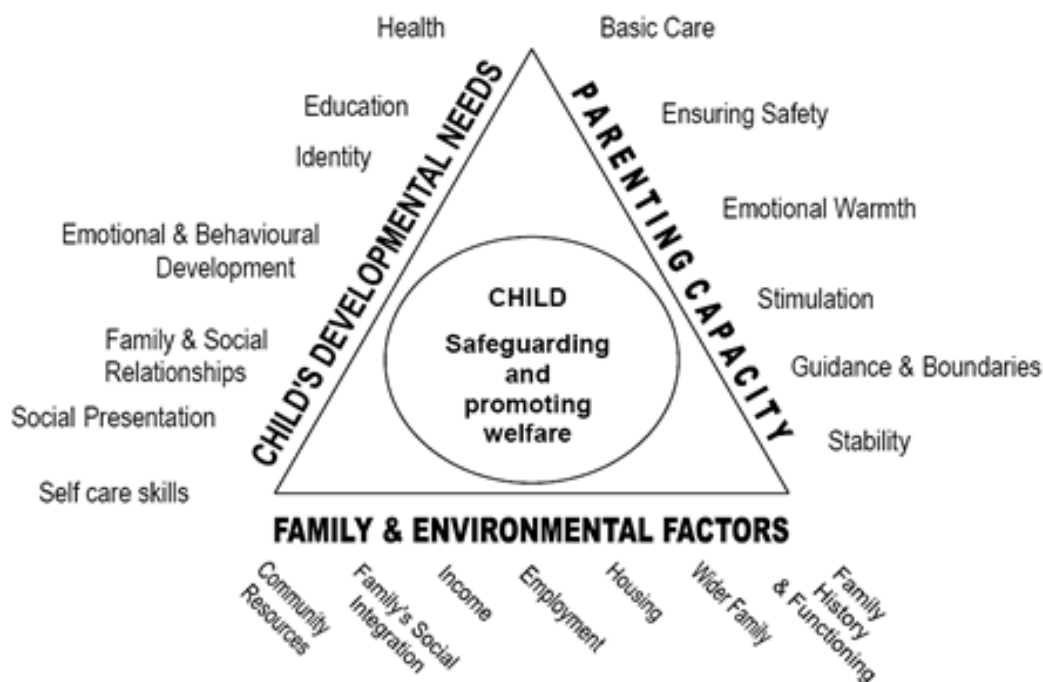 Health
Education
Identity
Emotional & Behavioural
Development
Family & Social
Relationships
Social Presentation
Self care skills
CHILD'S DEVELOPMENTAL NEEDS
CHILD
Safeguarding
and
promoting
welfare
PARENTING CAPACITY
Basic Care
Ensuring Safety
Emotional Warmth
Stimulation
Guidance & Boundaries
Stability
FAMILY & ENVIRONMENTAL FACTORS
Community
Resources
Family's Social
Integration
Income
Employment
Housing
Wider Family
Family
History
& Functioning